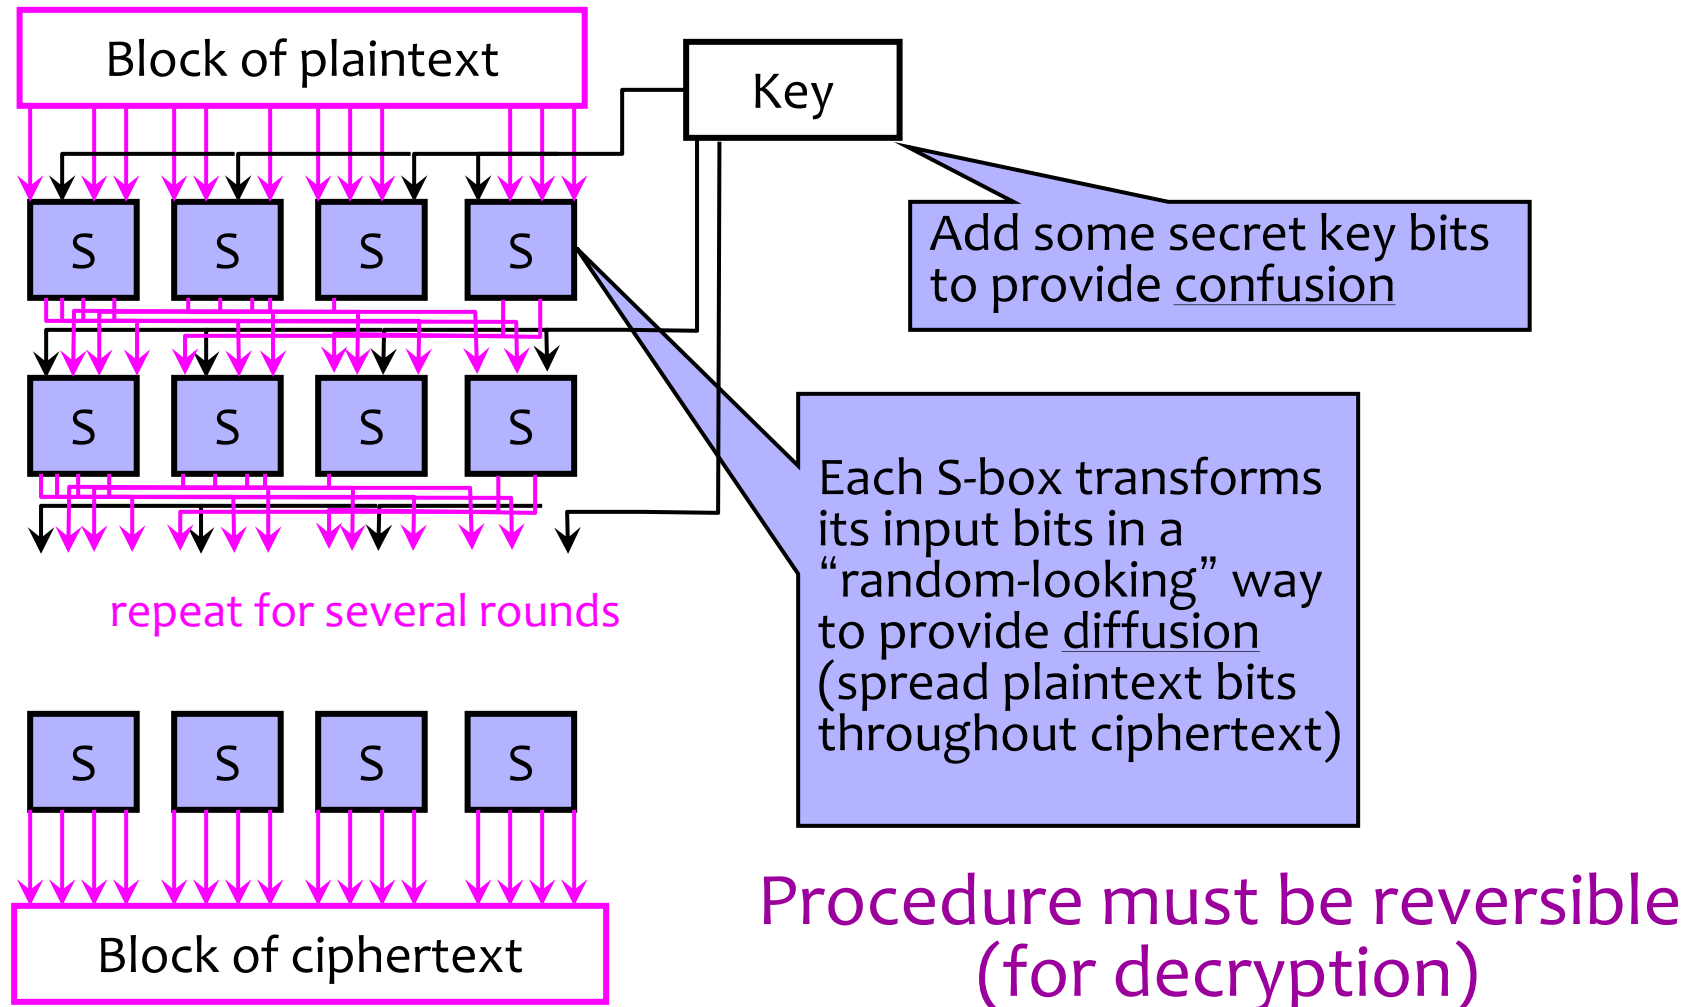 Block of plaintext
Key
Add some secret key bits
to provide confusion
S S S S
S S S S
Each S-box transforms
its input bits in a
“random-looking” way
to provide diffusion
(spread plaintext bits
throughout ciphertext)
repeat for several rounds
S S S S
Block of ciphertext
Procedure must be reversible
(for decryption)